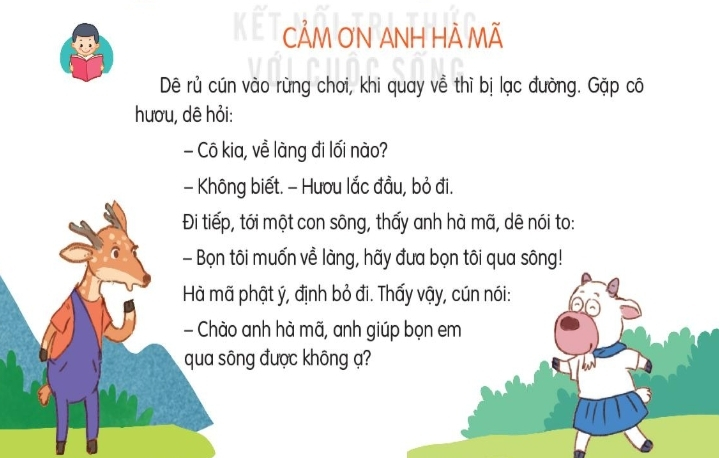 KẾT NỐI TRI THỨC
VỚI CUỘC SỐNG
CẢM ƠN ANH HÀ MÃ
Dê rủ cún vào rừng chơi, khi quay về thì bị lạc đường. Gặp cô
hươu, dê hỏi:
– Cô kia, về làng đi lối nào?
– Không biết. – Hươu lắc đầu, bỏ đi.
Đi tiếp, tới một con sông, thấy anh hà mã, dê nói to:
– Bọn tôi muốn về làng, hãy đưa bọn tôi qua sông!
Hà mã phật ý, định bỏ đi. Thấy vậy, cún nói:
– Chào anh hà mã, anh giúp bọn em
qua sông được không ạ?